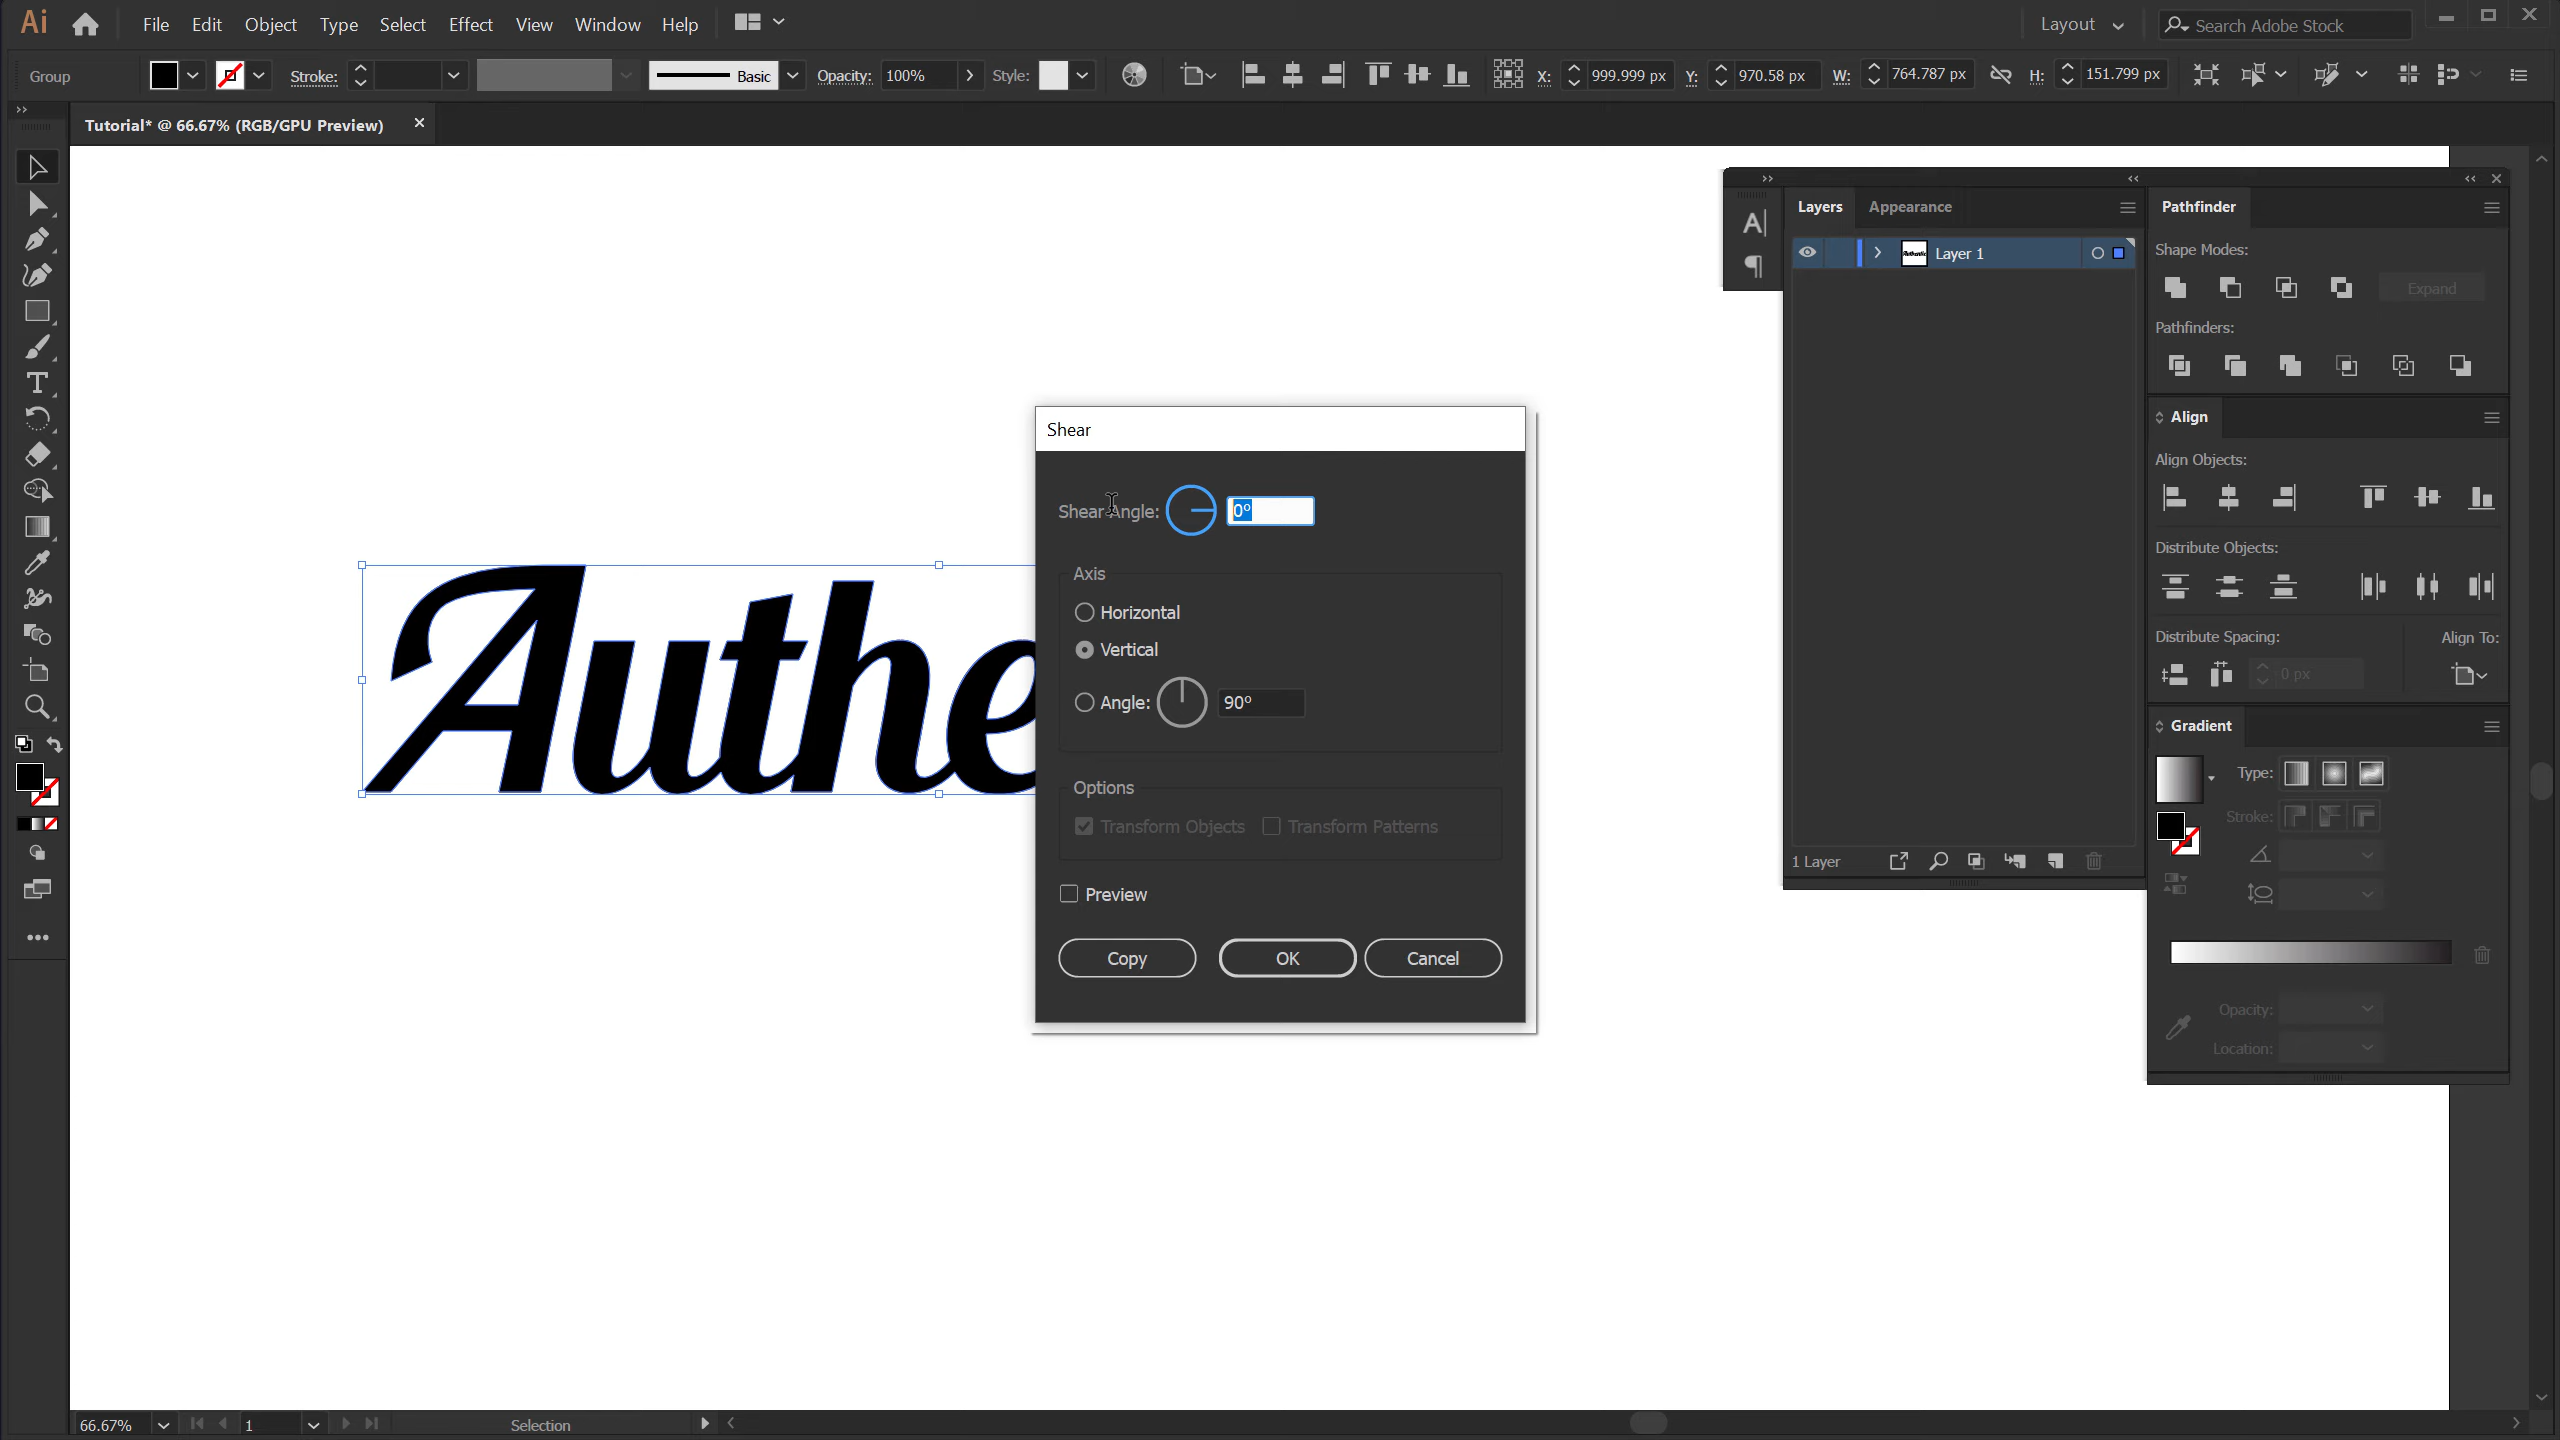 Ai File Edit Object Type Select Effect View Window Help Layout Search Adobe Stock
Group Stroke: Basic Opacity: 100% Style: X: 999.999 px Y: 970.58 px W: 764.787 px H: 151.799 px
Tutorial* @ 66.67% (RGB/GPU Preview)
Authe
Shear
Shear Angle: 0°
Axis
Horizontal
Vertical
Angle: 90°
Options
Transform Objects Transform Patterns
Preview
Copy OK Cancel
Layers Appearance
Layer 1
1 Layer
Pathfinder
Shape Modes:
Expand
Pathfinders:
Align
Align Objects:
Distribute Objects:
Distribute Spacing: Align To:
0 px
Gradient
Type:
Stroke:
Opacity:
Location:
66.67% 1 Selection